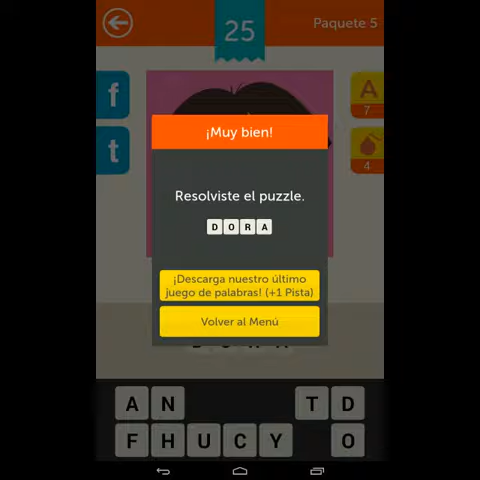 25
Paquete 5
f
A
7
t
4
¡Muy bien!
Resolviste el puzzle.
DORA
¡Descarga nuestro último
juego de palabras! (+1 Pista)
Volver al Menú
A N T D
F H U C Y O